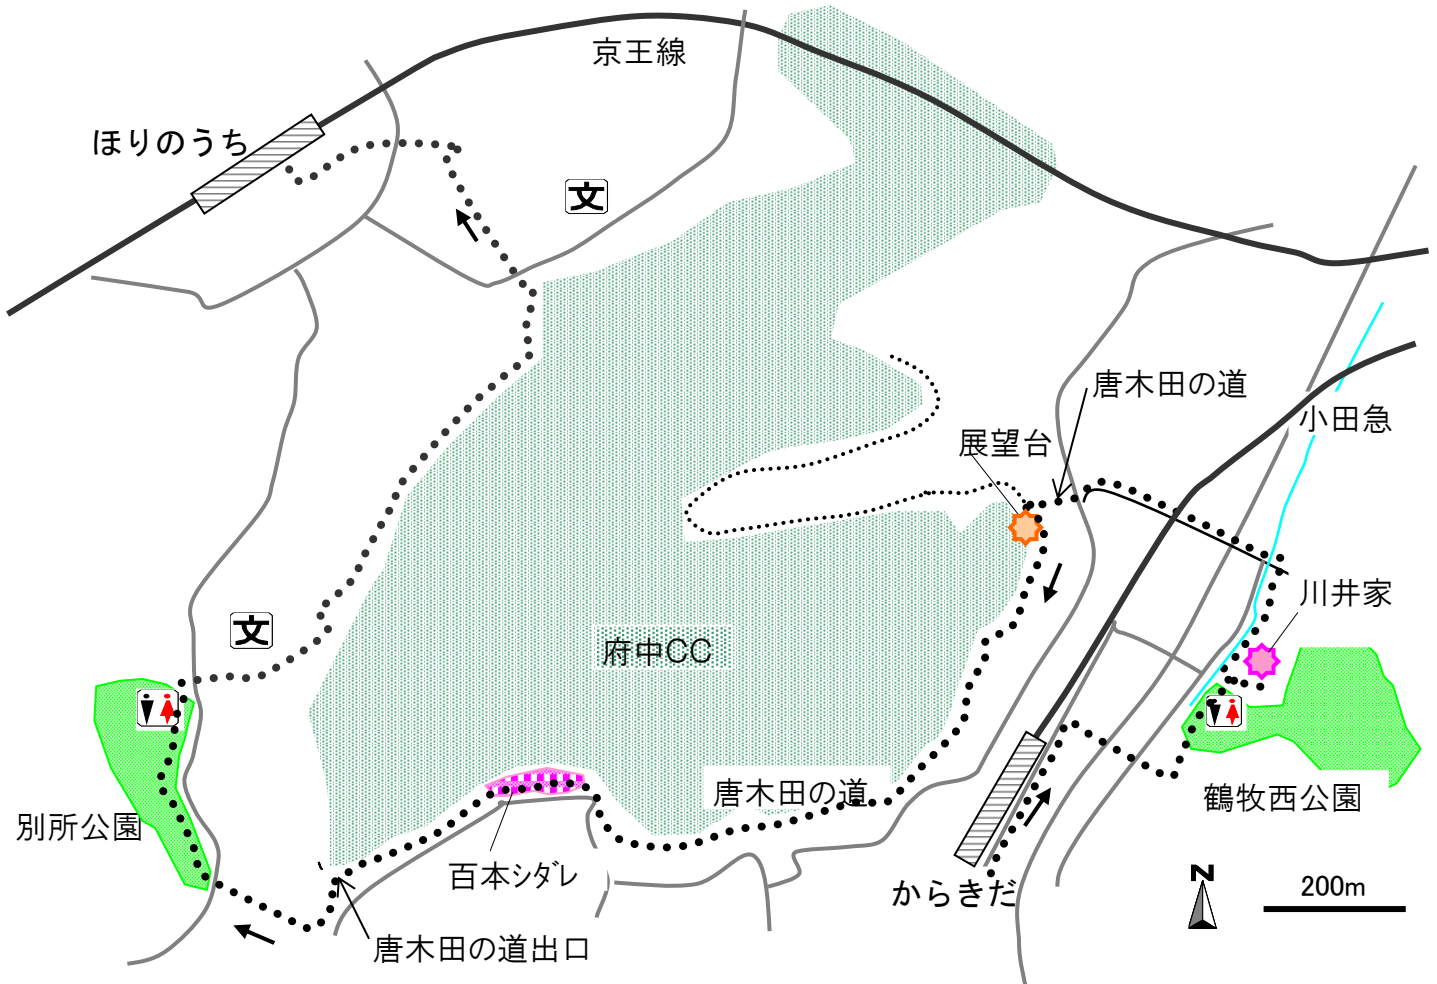 京王線
ほりのうち
文
唐木田の道
小田急
展望台
川井家
文
府中CC
唐木田の道
鶴牧西公園
別所公園
百本ｼﾀﾞﾚ
からきだ
N
200m
唐木田の道出口